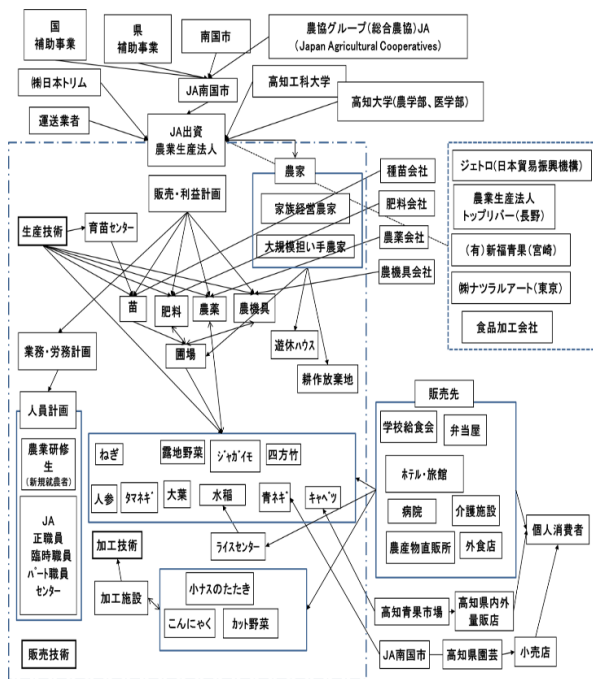 国
補助事業
県
補助事業
南国市
農協グループ(総合農協)JA
(Japan Agricultural Cooperatives)
㈱日本トリム
JA南国市
高知工科大学
高知大学(農学部、医学部)
運送業者
JA出資
農業生産法人
農家
種苗会社
ジェトロ(日本貿易振興機構)
販売・利益計画
家族経営農家
肥料会社
農業生産法人
トップリバー(長野)
生産技術
育苗センター
大規模担い手農家
農薬会社
(有)新福青果(宮崎)
農機具会社
㈱ナツラルアート(東京)
苗
肥料
農薬
農機具
食品加工会社
業務・労務計画
圃場
遊休ハウス
耕作放棄地
人員計画
販売先
農業研修
生
(新規就農者)
学校給食会
弁当屋
ねぎ
露地野菜
ジャガイモ
四方竹
ホテル・旅館
人参
タマネギ
大葉
水稲
青ネギ
キャベツ
病院
介護施設
個人消費者
JA
正職員
臨時職員
パート職員
センター
加工技術
ライスセンター
農産物直販所
外食店
加工施設
小ナスのたたき
こんにゃく
カット野菜
高知青果市場
高知県内外
量販店
販売技術
JA南国市
高知県園芸
小売店